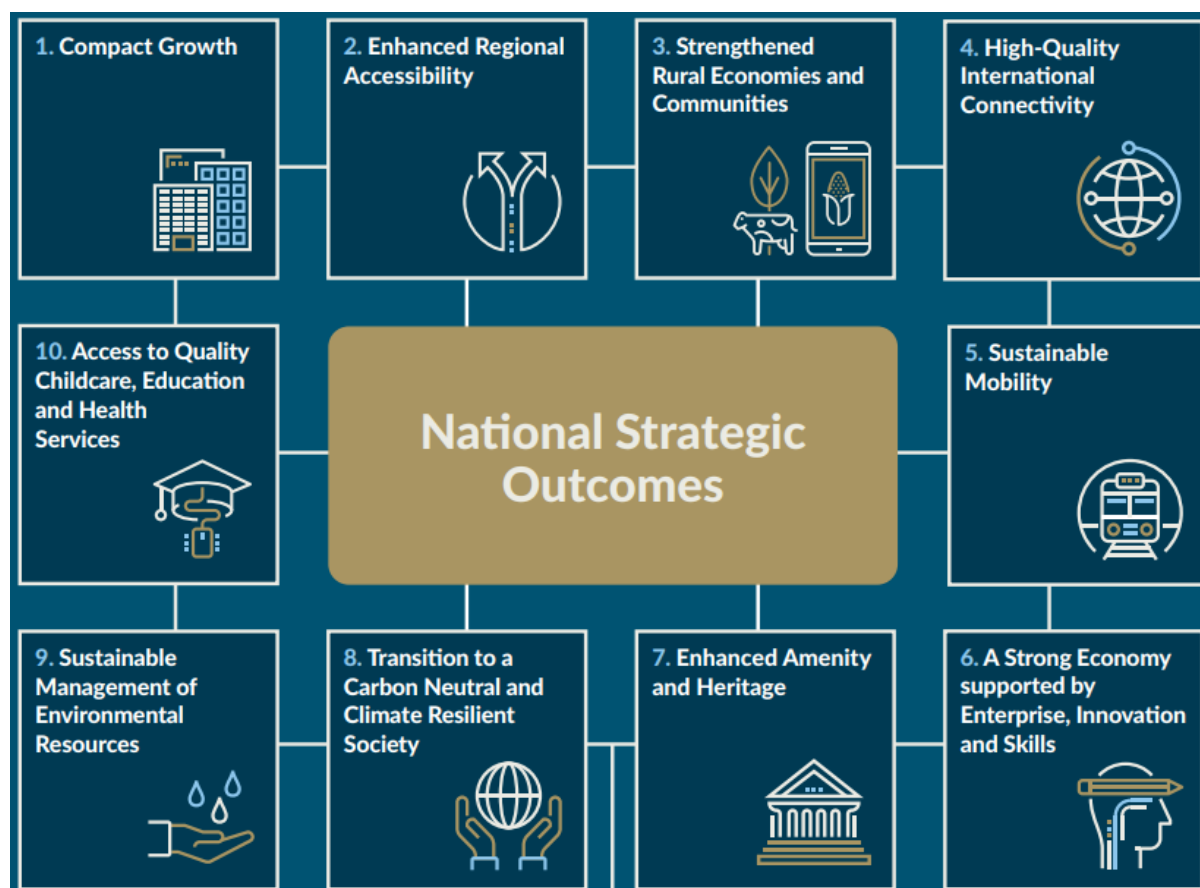 1. Compact Growth
2. Enhanced Regional
Accessibility
3. Strengthened
Rural Economies and
Communities
4. High-Quality
International
Connectivity
10. Access to Quality
Childcare, Education
and Health
Services
National Strategic
Outcomes
5. Sustainable
Mobility
9. Sustainable
Management of
Environmental
Resources
8. Transition to a
Carbon Neutral and
Climate Resilient
Society
7. Enhanced Amenity
and Heritage
6. A Strong Economy
supported by
Enterprise, Innovation
and Skills